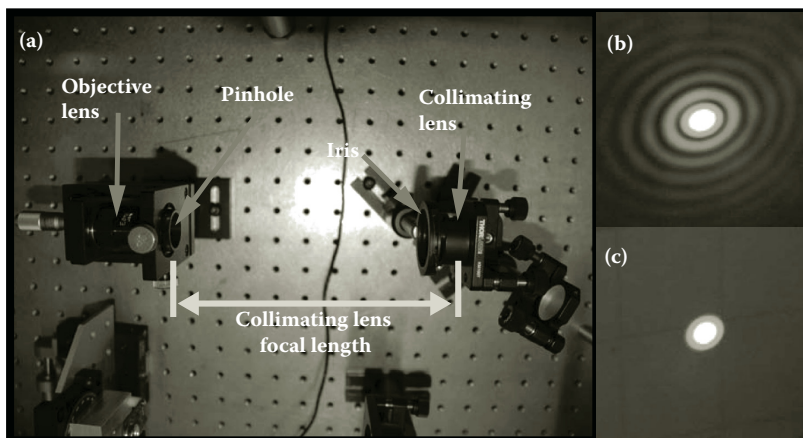 (a)
Objective
lens
Pinhole
Iris
Collimating
lens
Collimating lens
focal length
(b)
(c)